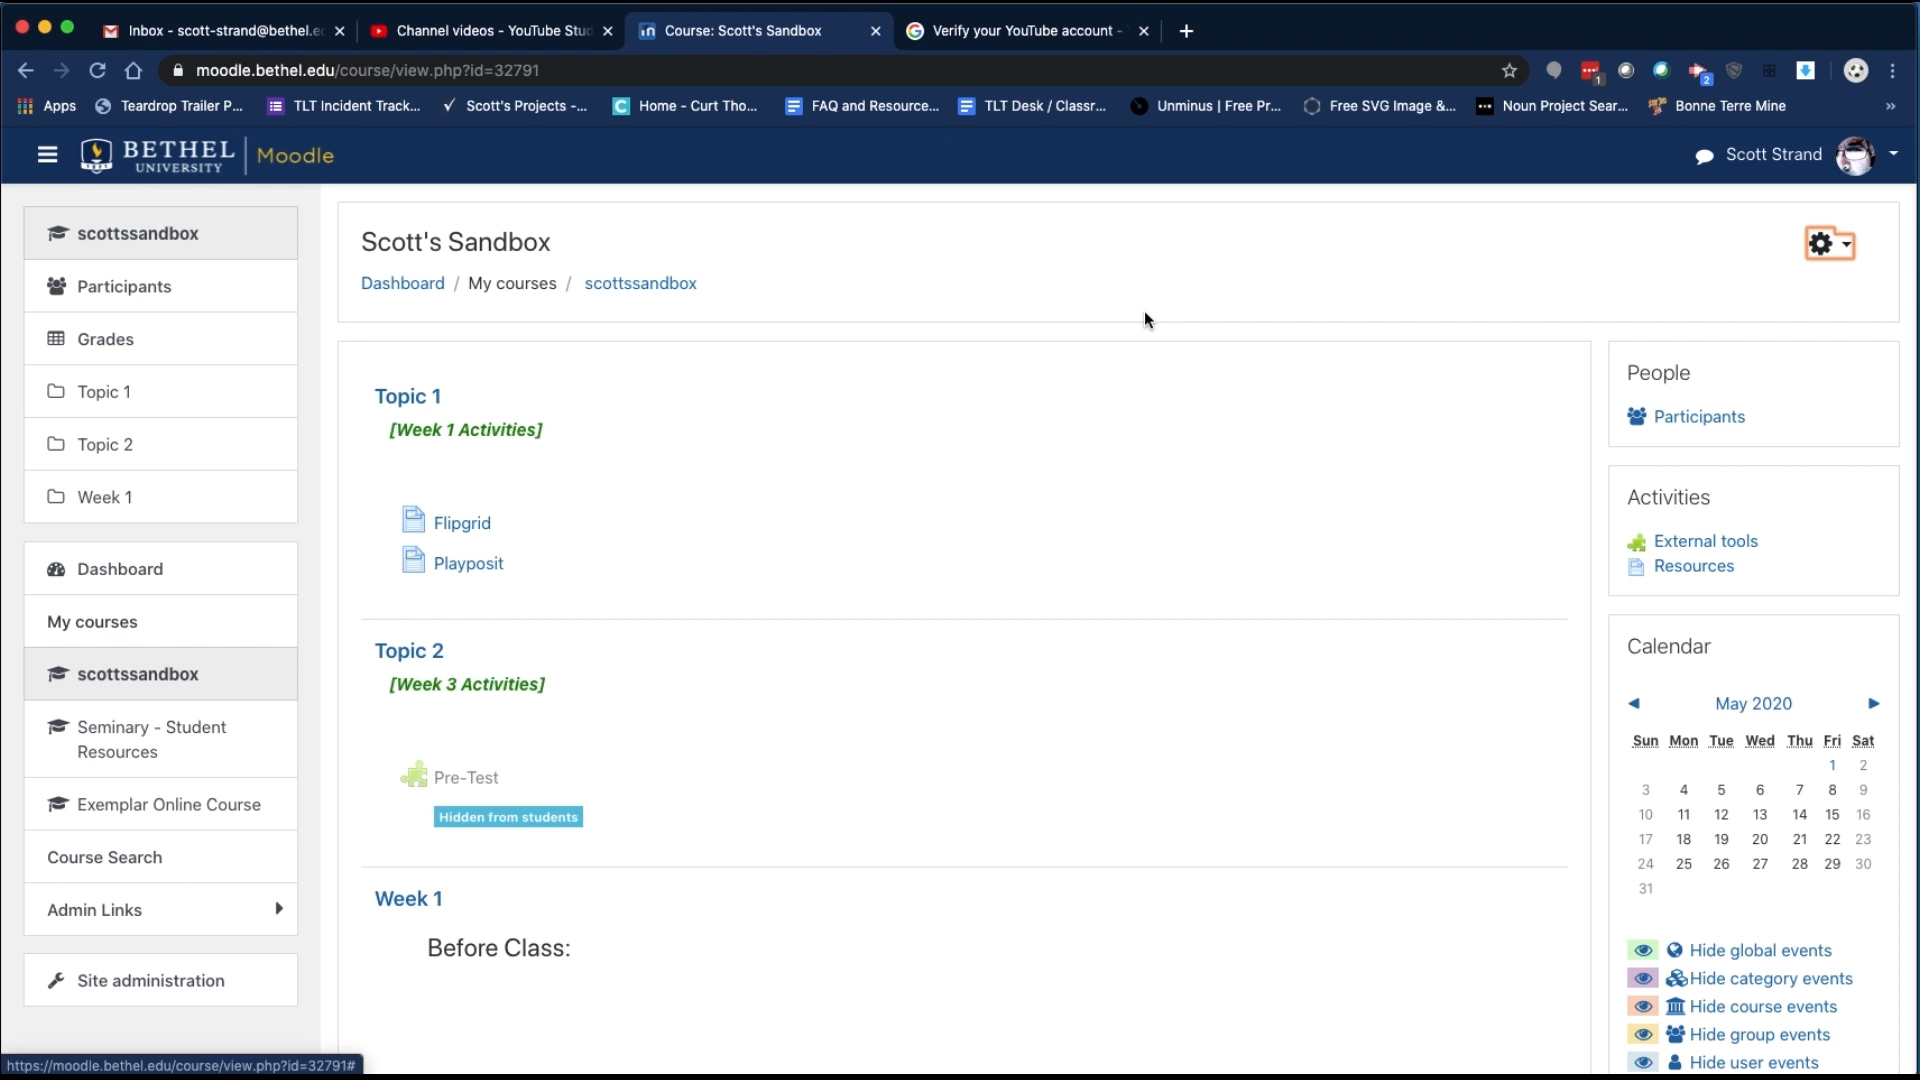 Inbox - scott-strand@bethel.e
Channel videos - YouTube Stud
Course: Scott's Sandbox
Verify your YouTube account -
moodle.bethel.edu/course/view.php?id=32791
1
2
Apps
Teardrop Trailer P...
TLT Incident Track...
Scott's Projects -...
Home - Curt Tho...
FAQ and Resource...
TLT Desk / Classr...
Unminus | Free Pr...
Free SVG Image &...
Noun Project Sear...
Bonne Terre Mine
»
BETHEL
UNIVERSITY
Moodle
Scott Strand
scottssandbox
Participants
Grades
Topic 1
Topic 2
Week 1
Dashboard
My courses
scottssandbox
Seminary - Student
Resources
Exemplar Online Course
Course Search
Admin Links
Site administration
Scott's Sandbox
Dashboard / My courses / scottssandbox
Topic 1
[Week 1 Activities]
Flipgrid
Playposit
Topic 2
[Week 3 Activities]
Pre-Test
Hidden from students
Week 1
Before Class:
People
Participants
Activities
External tools
Resources
Calendar
May 2020
Sun Mon Tue Wed Thu Fri Sat
1 2
3 4 5 6 7 8 9
10 11 12 13 14 15 16
17 18 19 20 21 22 23
24 25 26 27 28 29 30
31
Hide global events
Hide category events
Hide course events
Hide group events
Hide user events
https://moodle.bethel.edu/course/view.php?id=32791#